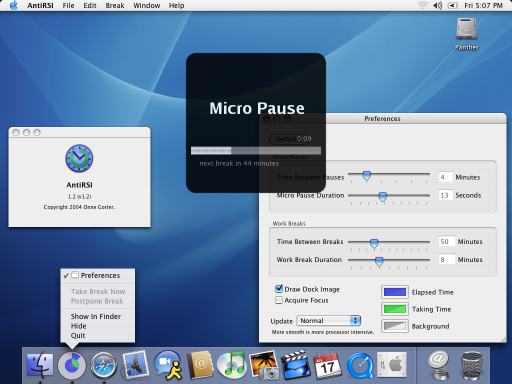 AntiRSI File Edit Break Window Help
Fri 5:07 PM
Panther
Micro Pause
0:09
next break in 44 minutes
AntiRSI
1.2 (v1.2)
Copyright 2004 Onne Gorter.
Preferences
Time Between Pauses 4 Minutes
Micro Pause Duration 13 Seconds
Work Breaks
Time Between Breaks 50 Minutes
Work Break Duration 8 Minutes
Draw Dock Image
Acquire Focus
Elapsed Time
Taking Time
Background
Update Normal
More smooth is more processor intensive.
Preferences
Take Break Now
Postpone Break
Show In Finder
Hide
Quit
17